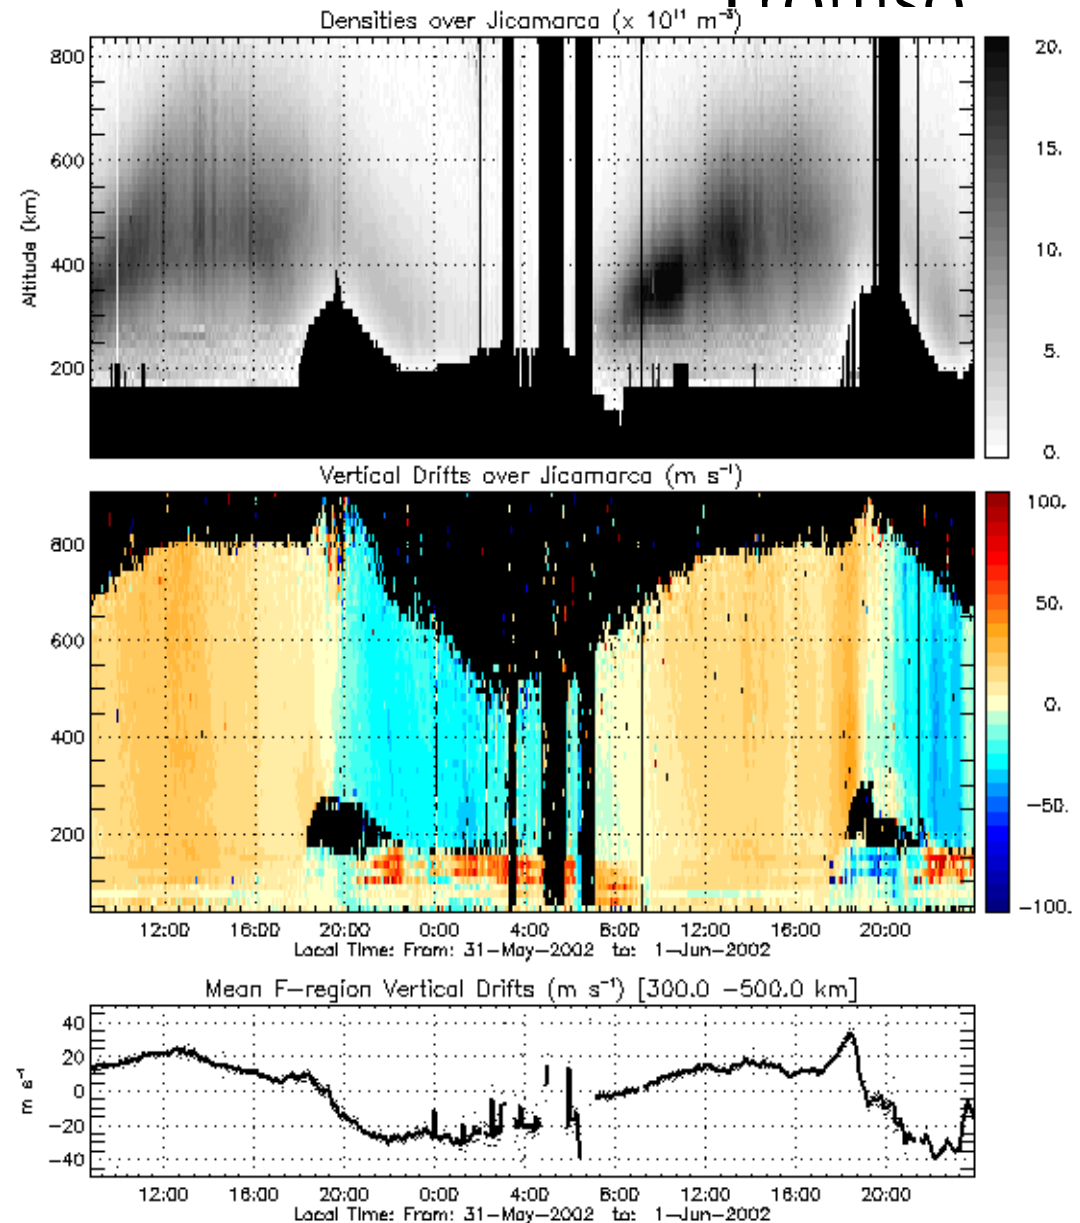 Tromsø
Densities over Jicamarca (x 10¹¹ m⁻³)
800
600
400
200
Altitude (km)
20.
15.
10.
5.
0.
Vertical Drifts over Jicamarca (m s⁻¹)
800
600
400
200
100.
50.
0.
−50.
−100.
12:00 16:00 20:00 0:00 4:00 8:00 12:00 16:00 20:00
Local Time: From: 31−May−2002 to: 1−Jun−2002
Mean F−region Vertical Drifts (m s⁻¹) [300.0 −500.0 km]
40
20
0
−20
−40
m s⁻¹
12:00 16:00 20:00 0:00 4:00 8:00 12:00 16:00 20:00
Local Time: From: 31−May−2002 to: 1−Jun−2002